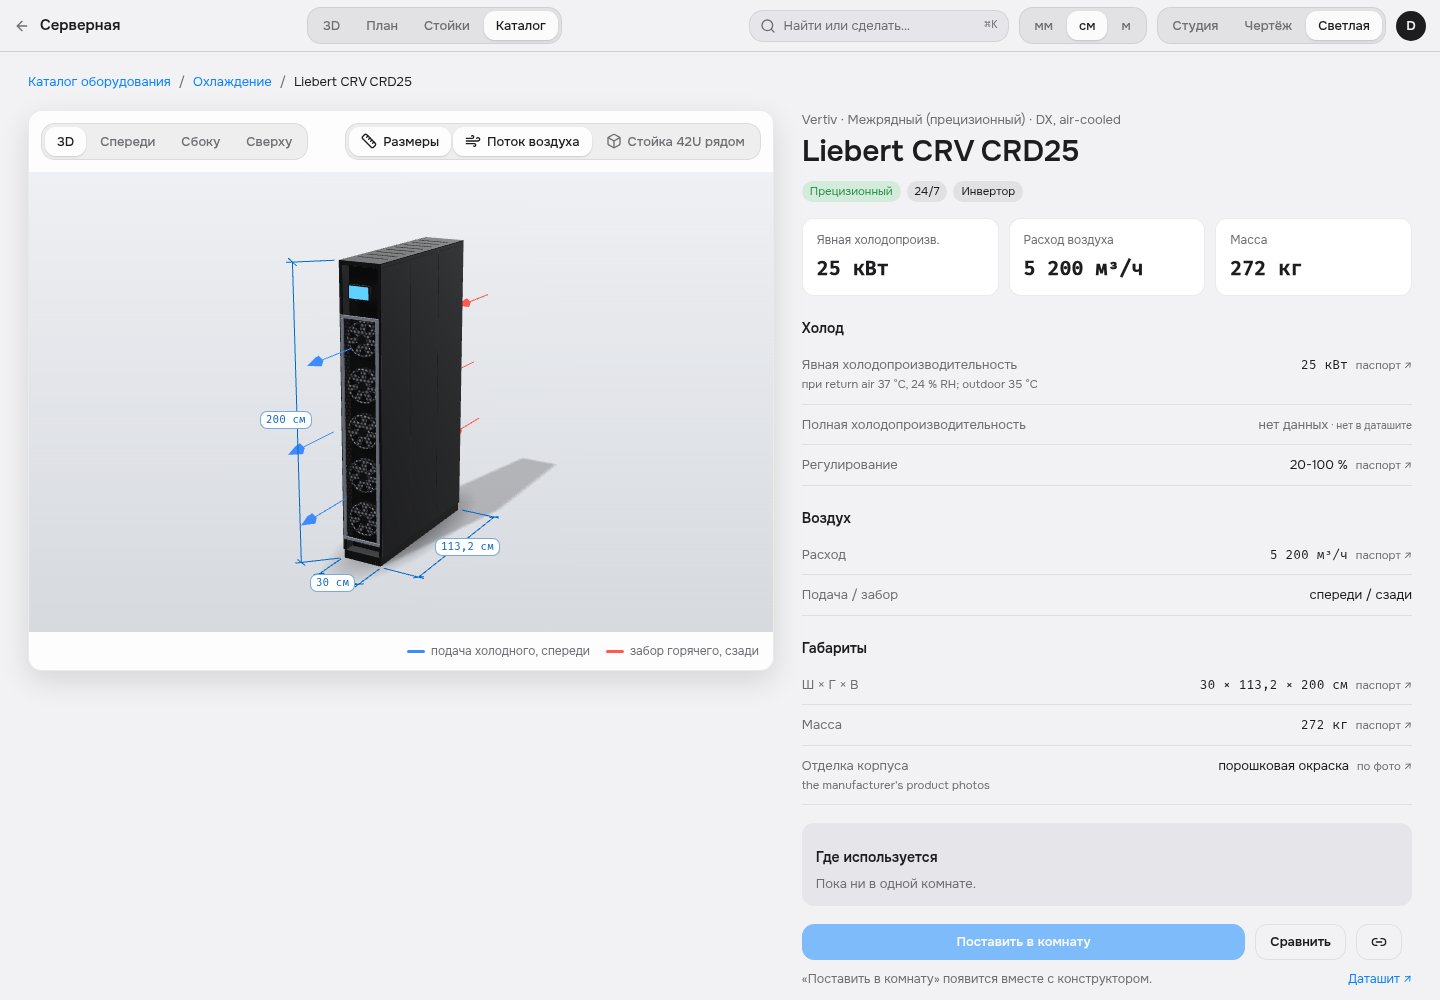 Серверная
3D План Стойки Каталог
Найти или сделать... ⌘K
мм см м
Студия Чертёж Светлая
D
Каталог оборудования / Охлаждение / Liebert CRV CRD25
3D Спереди Сбоку Сверху
Размеры Поток воздуха Стойка 42U рядом
200 см
113,2 см
30 см
подача холодного, спереди забор горячего, сзади
Vertiv · Межрядный (прецизионный) · DX, air-cooled
Liebert CRV CRD25
Прецизионный 24/7 Инвертор
Явная холодопроизв.
25 кВт
Расход воздуха
5 200 м³/ч
Масса
272 кг
Холод
Явная холодопроизводительность 25 кВт паспорт ↗
при return air 37 °C, 24 % RH; outdoor 35 °C
Полная холодопроизводительность нет данных · нет в даташите
Регулирование 20-100 % паспорт ↗
Воздух
Расход 5 200 м³/ч паспорт ↗
Подача / забор спереди / сзади
Габариты
Ш × Г × В 30 × 113,2 × 200 см паспорт ↗
Масса 272 кг паспорт ↗
Отделка корпуса порошковая окраска по фото ↗
the manufacturer's product photos
Где используется
Пока ни в одной комнате.
Поставить в комнату Сравнить
«Поставить в комнату» появится вместе с конструктором. Даташит ↗